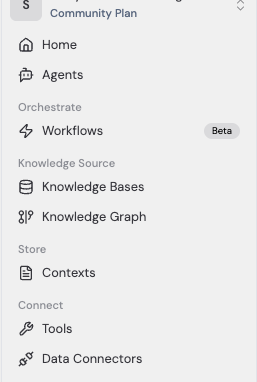 S
Community Plan
Home
Agents
Orchestrate
Workflows Beta
Knowledge Source
Knowledge Bases
Knowledge Graph
Store
Contexts
Connect
Tools
Data Connectors